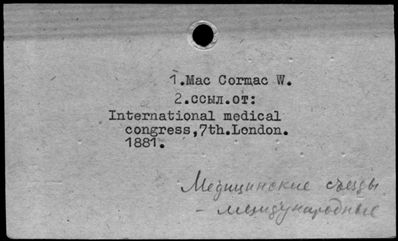 1.Mac Cormac W.
2.ссыл.от:
International medical
congress,7th.London.
1881.
Медицинские съезды
- международные